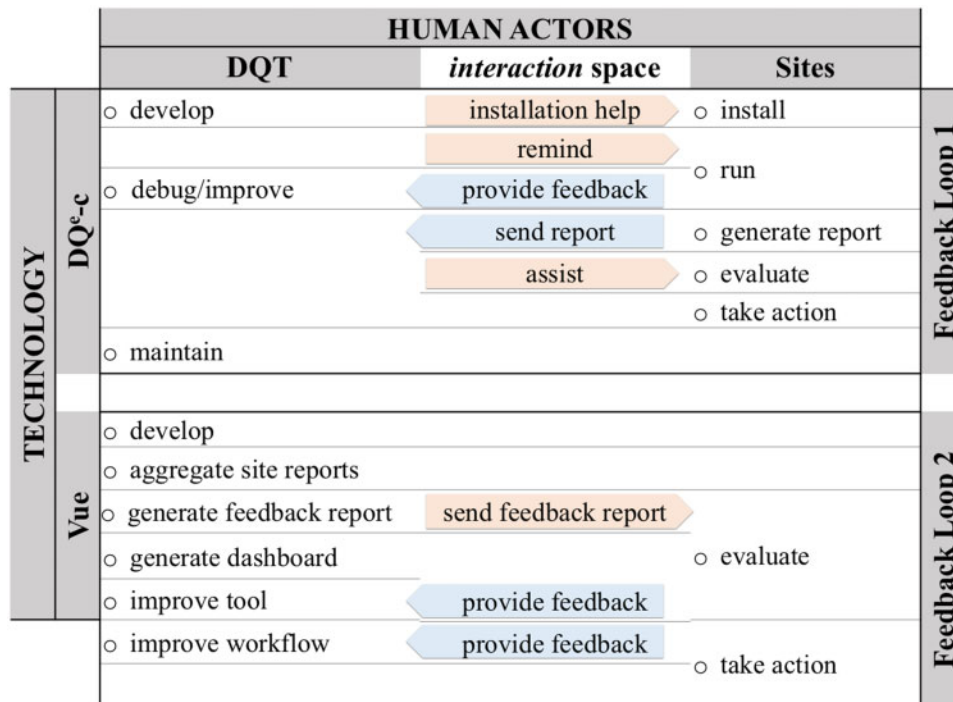 HUMAN ACTORS
DQT interaction space Sites
TECHNOLOGY
DQe-c
Feedback Loop 1
○ develop installation help ○ install
remind
○ run
○ debug/improve provide feedback
send report ○ generate report
assist ○ evaluate
○ take action
○ maintain
Vue
Feedback Loop 2
○ develop
○ aggregate site reports
○ generate feedback report send feedback report
○ generate dashboard ○ evaluate
○ improve tool provide feedback
○ improve workflow provide feedback
○ take action